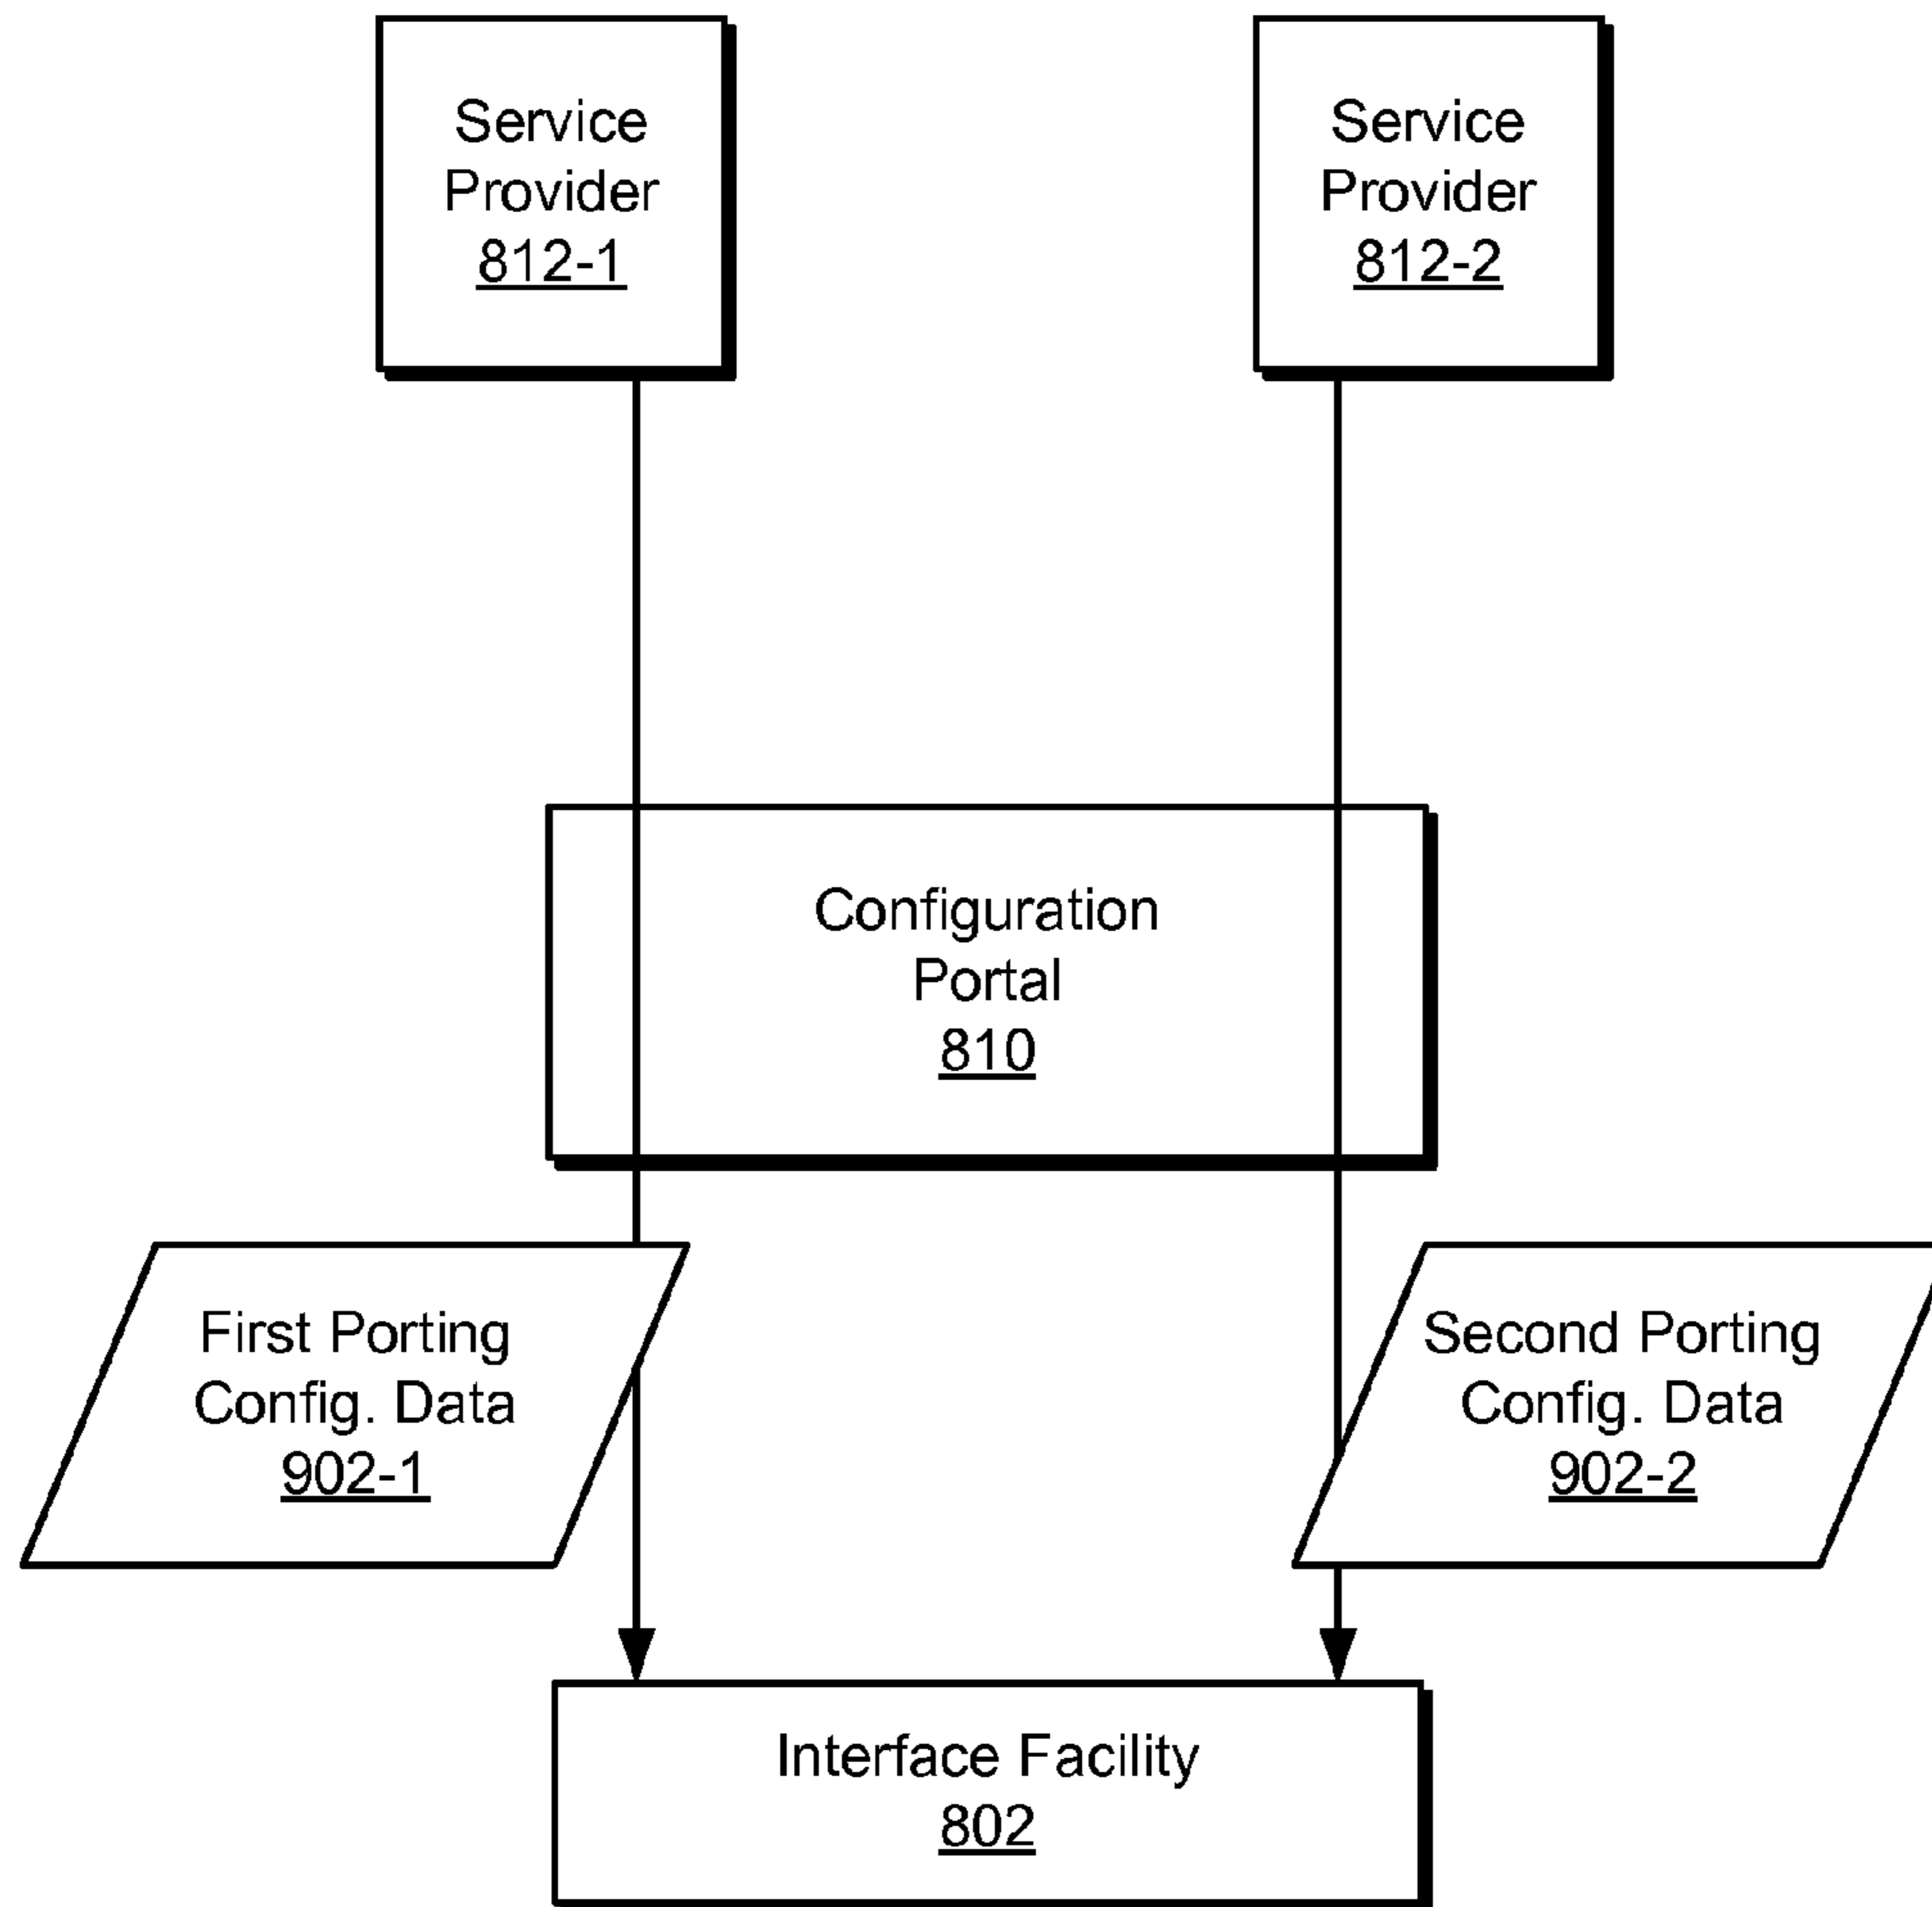 Service
Provider
812-1
Service
Provider
812-2
Configuration
Portal
810
First Porting
Config. Data
902-1
Second Porting
Config. Data
902-2
Interface Facility
802